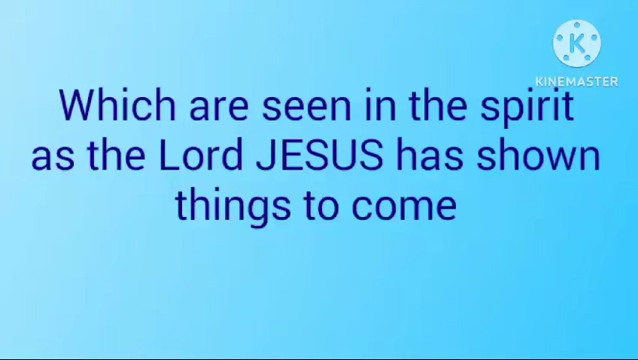 K
KINEMASTER
Which are seen in the spirit
as the Lord JESUS has shown
things to come